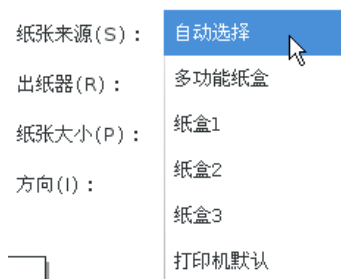 纸张来源(S)：
自动选择
多功能纸盒
出纸器(R)：
纸盒1
纸张大小(P)：
纸盒2
方向(I)：
纸盒3
打印机默认